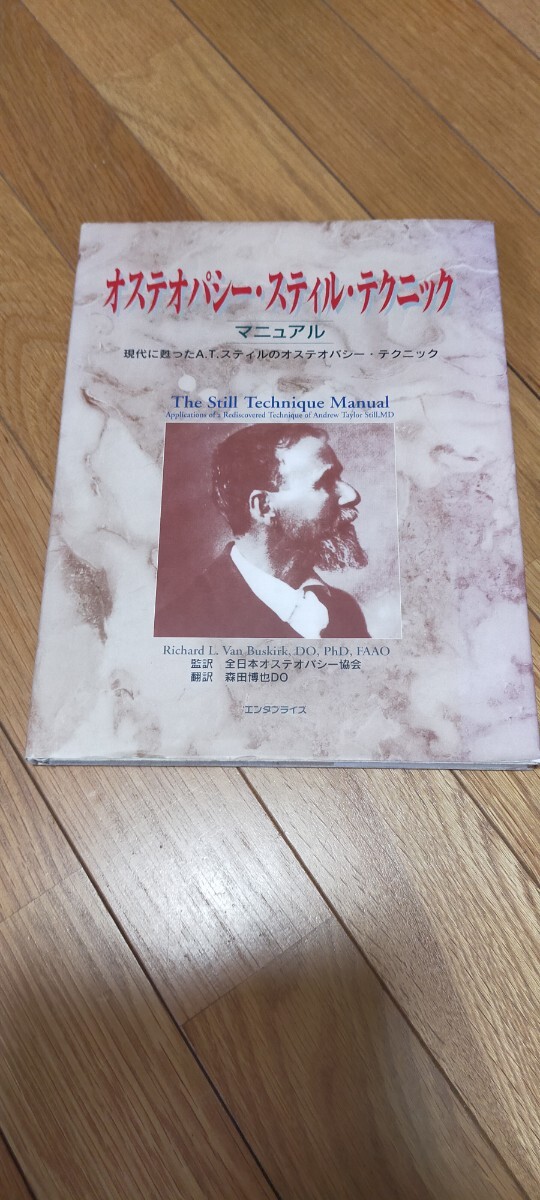 オステオパシー・スティル・テクニック
マニュアル
現代に甦ったA.T.スティルのオステオパシー・テクニック
The Still Technique Manual
Applications of a Rediscovered Technique of Andrew Taylor Still,MD
Richard L. Van Buskirk, DO, PhD, FAAO
監訳 全日本オステオパシー協会
翻訳 森田博也DO
エンタプライズ